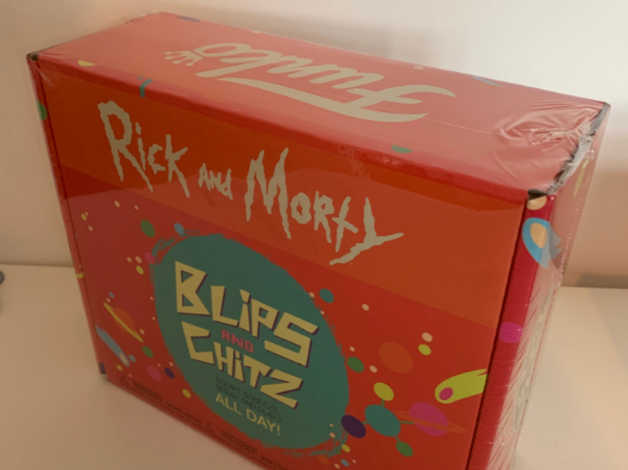 Funko
Rick and Morty
BLiPS
AND
CHiTZ
ALL DAY!